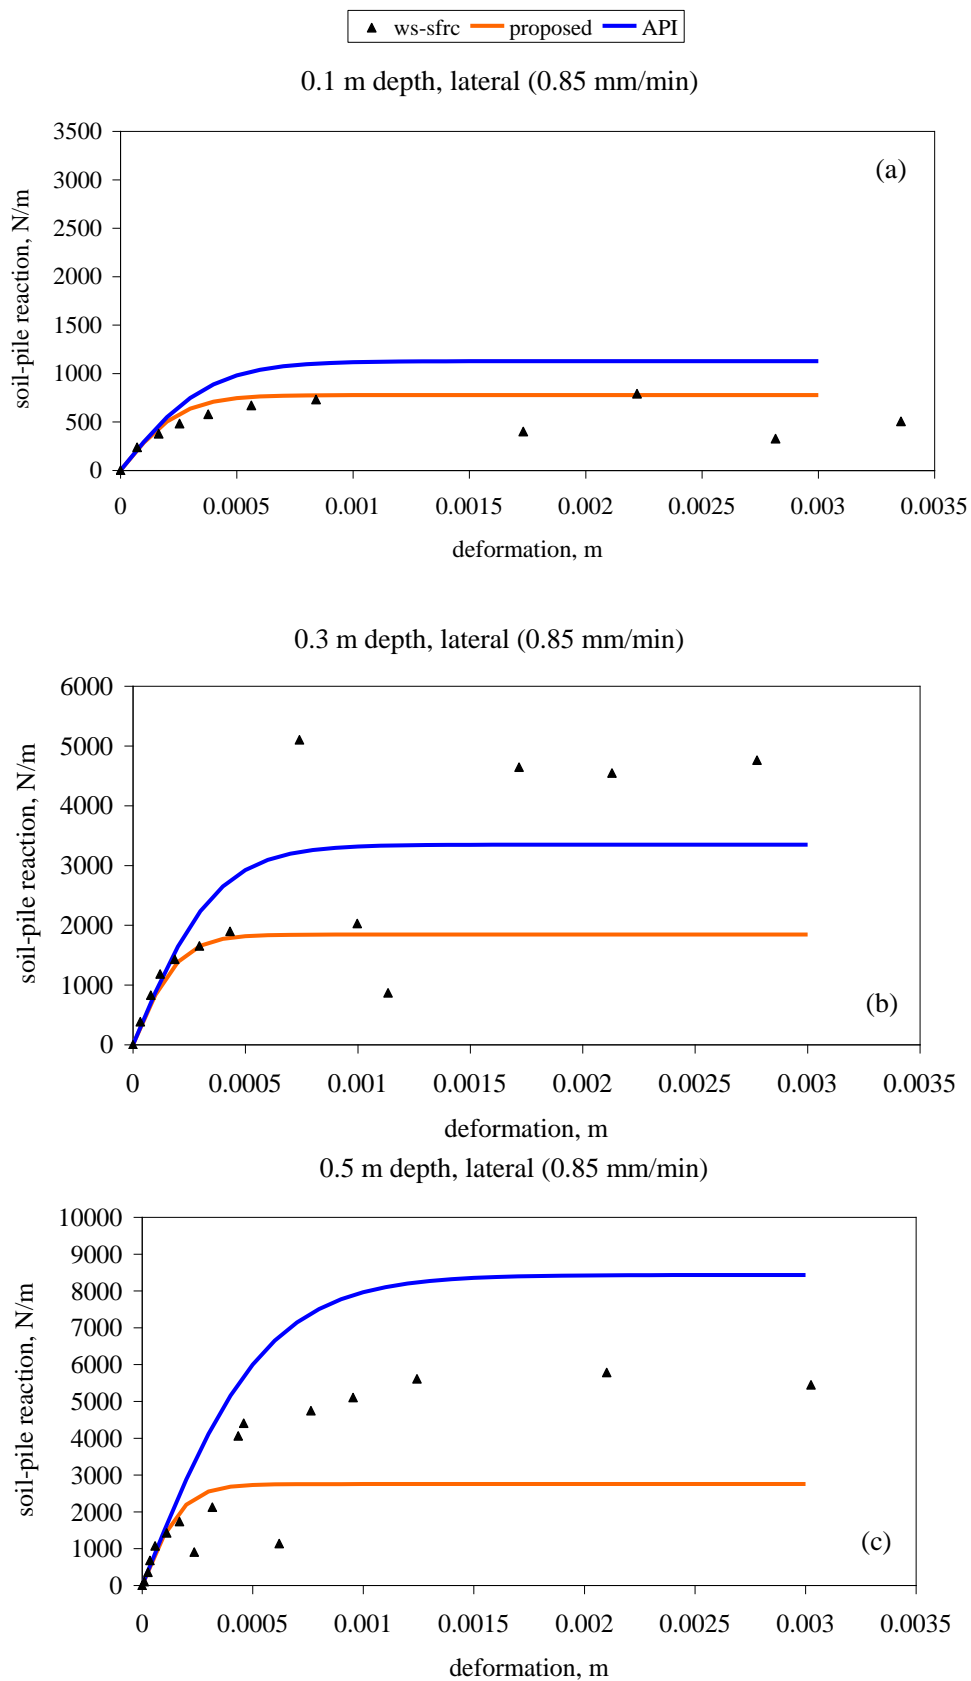 ws-sfrc proposed API
0.1 m depth, lateral (0.85 mm/min)
3500
3000
2500
2000
1500
1000
500
0
(a)
soil-pile reaction, N/m
0 0.0005 0.001 0.0015 0.002 0.0025 0.003 0.0035
deformation, m
0.3 m depth, lateral (0.85 mm/min)
6000
5000
4000
3000
2000
1000
0
(b)
soil-pile reaction, N/m
0 0.0005 0.001 0.0015 0.002 0.0025 0.003 0.0035
deformation, m
0.5 m depth, lateral (0.85 mm/min)
10000
9000
8000
7000
6000
5000
4000
3000
2000
1000
0
(c)
soil-pile reaction, N/m
0 0.0005 0.001 0.0015 0.002 0.0025 0.003 0.0035
deformation, m